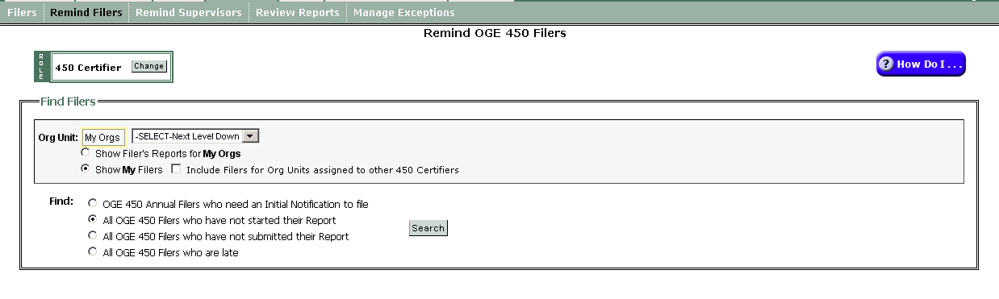 Filers Remind Filers Remind Supervisors Review Reports Manage Exceptions
Remind OGE 450 Filers
ROLE 450 Certifier Change
? How Do I...
Find Filers
Org Unit: My Orgs -SELECT-Next Level Down
Show Filer's Reports for My Orgs
Show My Filers Include Filers for Org Units assigned to other 450 Certifiers
Find: OGE 450 Annual Filers who need an Initial Notification to file
All OGE 450 Filers who have not started their Report
Search
All OGE 450 Filers who have not submitted their Report
All OGE 450 Filers who are late